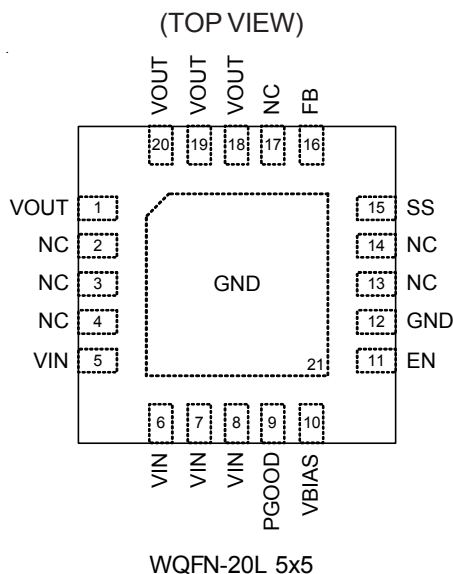 (TOP VIEW)
VOUT
VOUT
VOUT
NC
FB
20
19
18
17
16
VOUT 1
NC 2
NC 3
NC 4
VIN 5
GND
21
15 SS
14 NC
13 NC
12 GND
11 EN
6
7
8
9
10
VIN
VIN
VIN
PGOOD
VBIAS
WQFN-20L 5x5